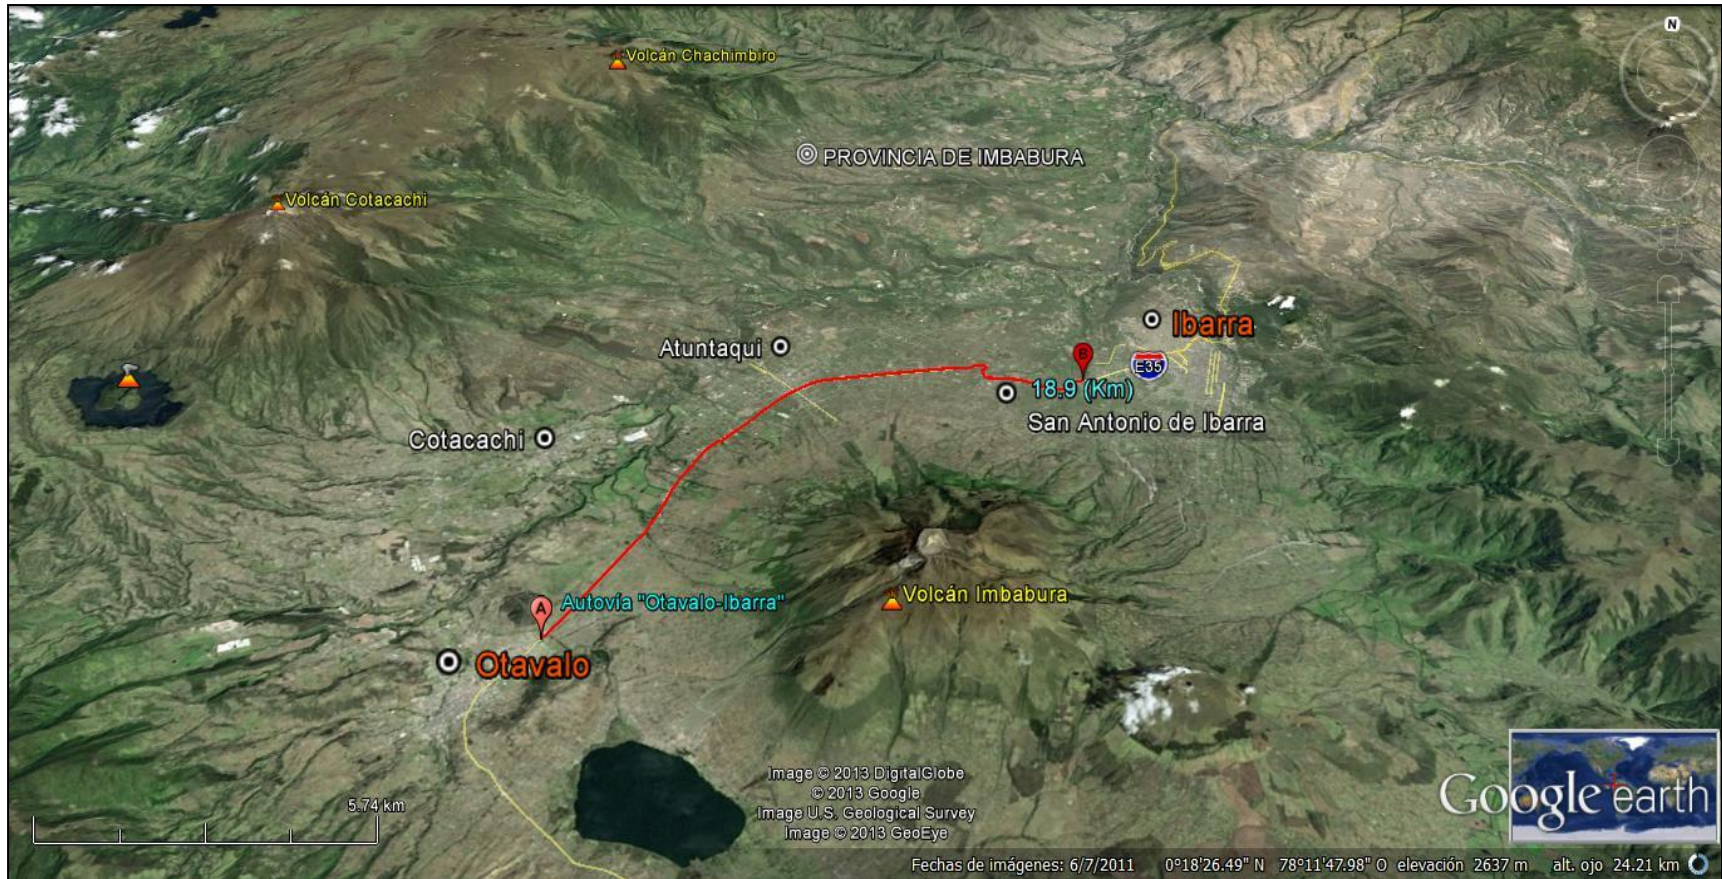 N
Volcán Chachimbiro
PROVINCIA DE IMBABURA
Volcán Cotacachi
Ibarra
Atuntaqui
B
E35
18.9 (Km)
San Antonio de Ibarra
Cotacachi
Volcán Imbabura
A
Autovía "Otavalo-Ibarra"
Otavalo
Image © 2013 DigitalGlobe
© 2013 Google
Image U.S. Geological Survey
Image © 2013 GeoEye
5.74 km
Google earth
Fechas de imágenes: 6/7/2011 0°18'26.49" N 78°11'47.98" O elevación 2637 m alt. ojo 24.21 km